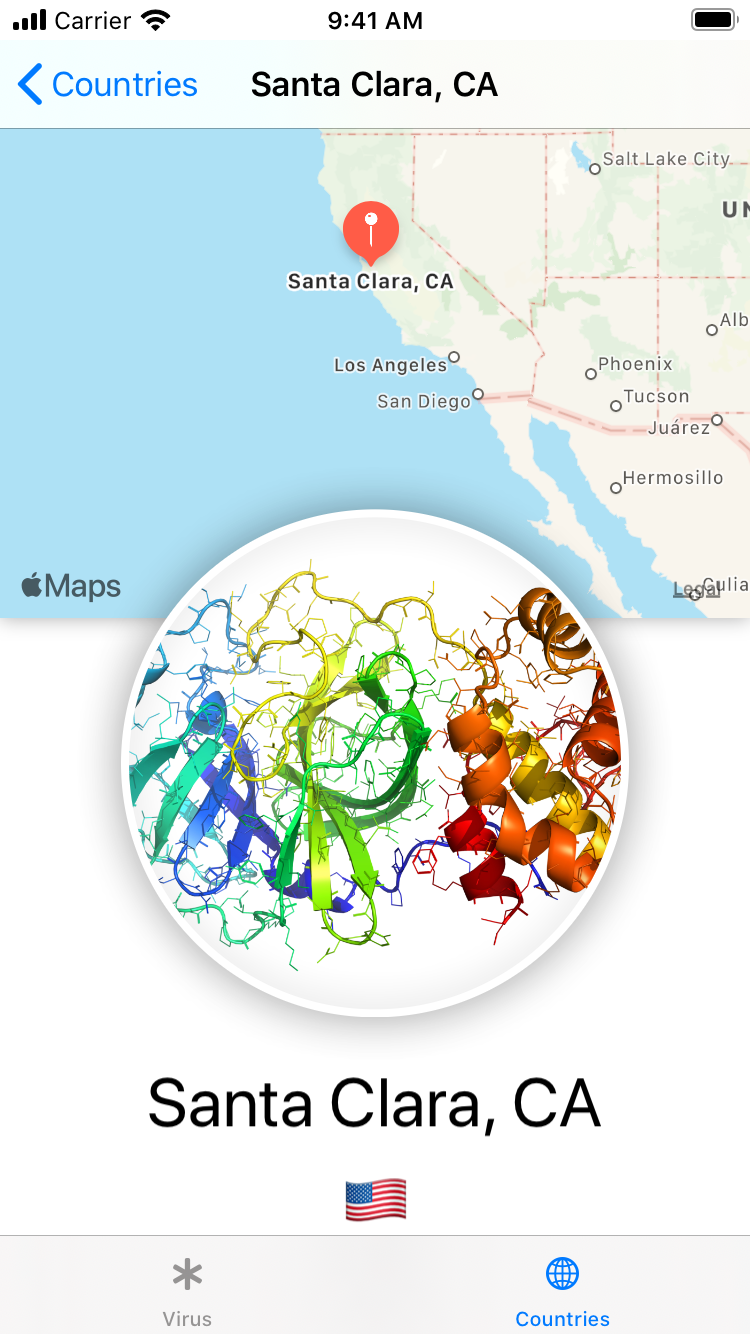 Carrier 9:41 AM
Countries Santa Clara, CA
Salt Lake City
UN
Santa Clara, CA
Alb
Los Angeles
Phoenix
San Diego
Tucson
Juárez
Hermosillo
Maps
Legal
Culia
Santa Clara, CA
Virus Countries